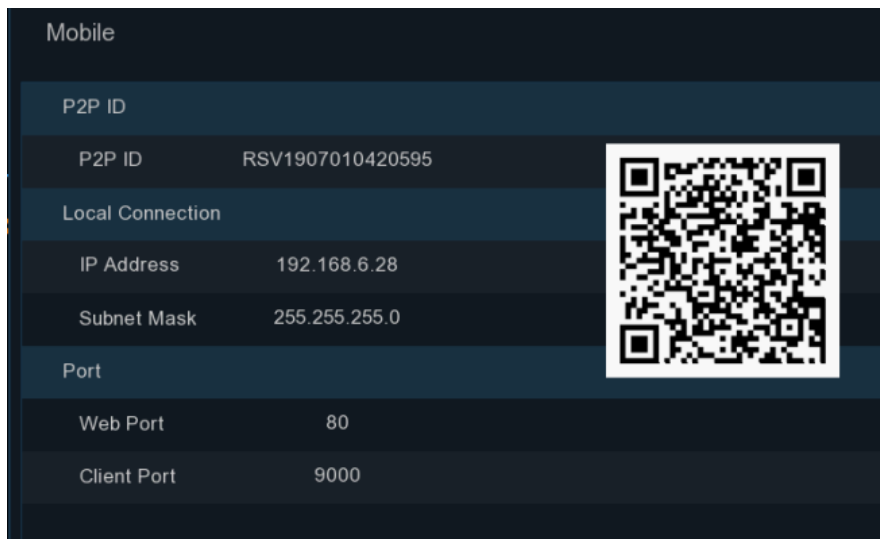 Mobile
P2P ID
P2P ID RSV1907010420595
Local Connection
IP Address 192.168.6.28
Subnet Mask 255.255.255.0
Port
Web Port 80
Client Port 9000